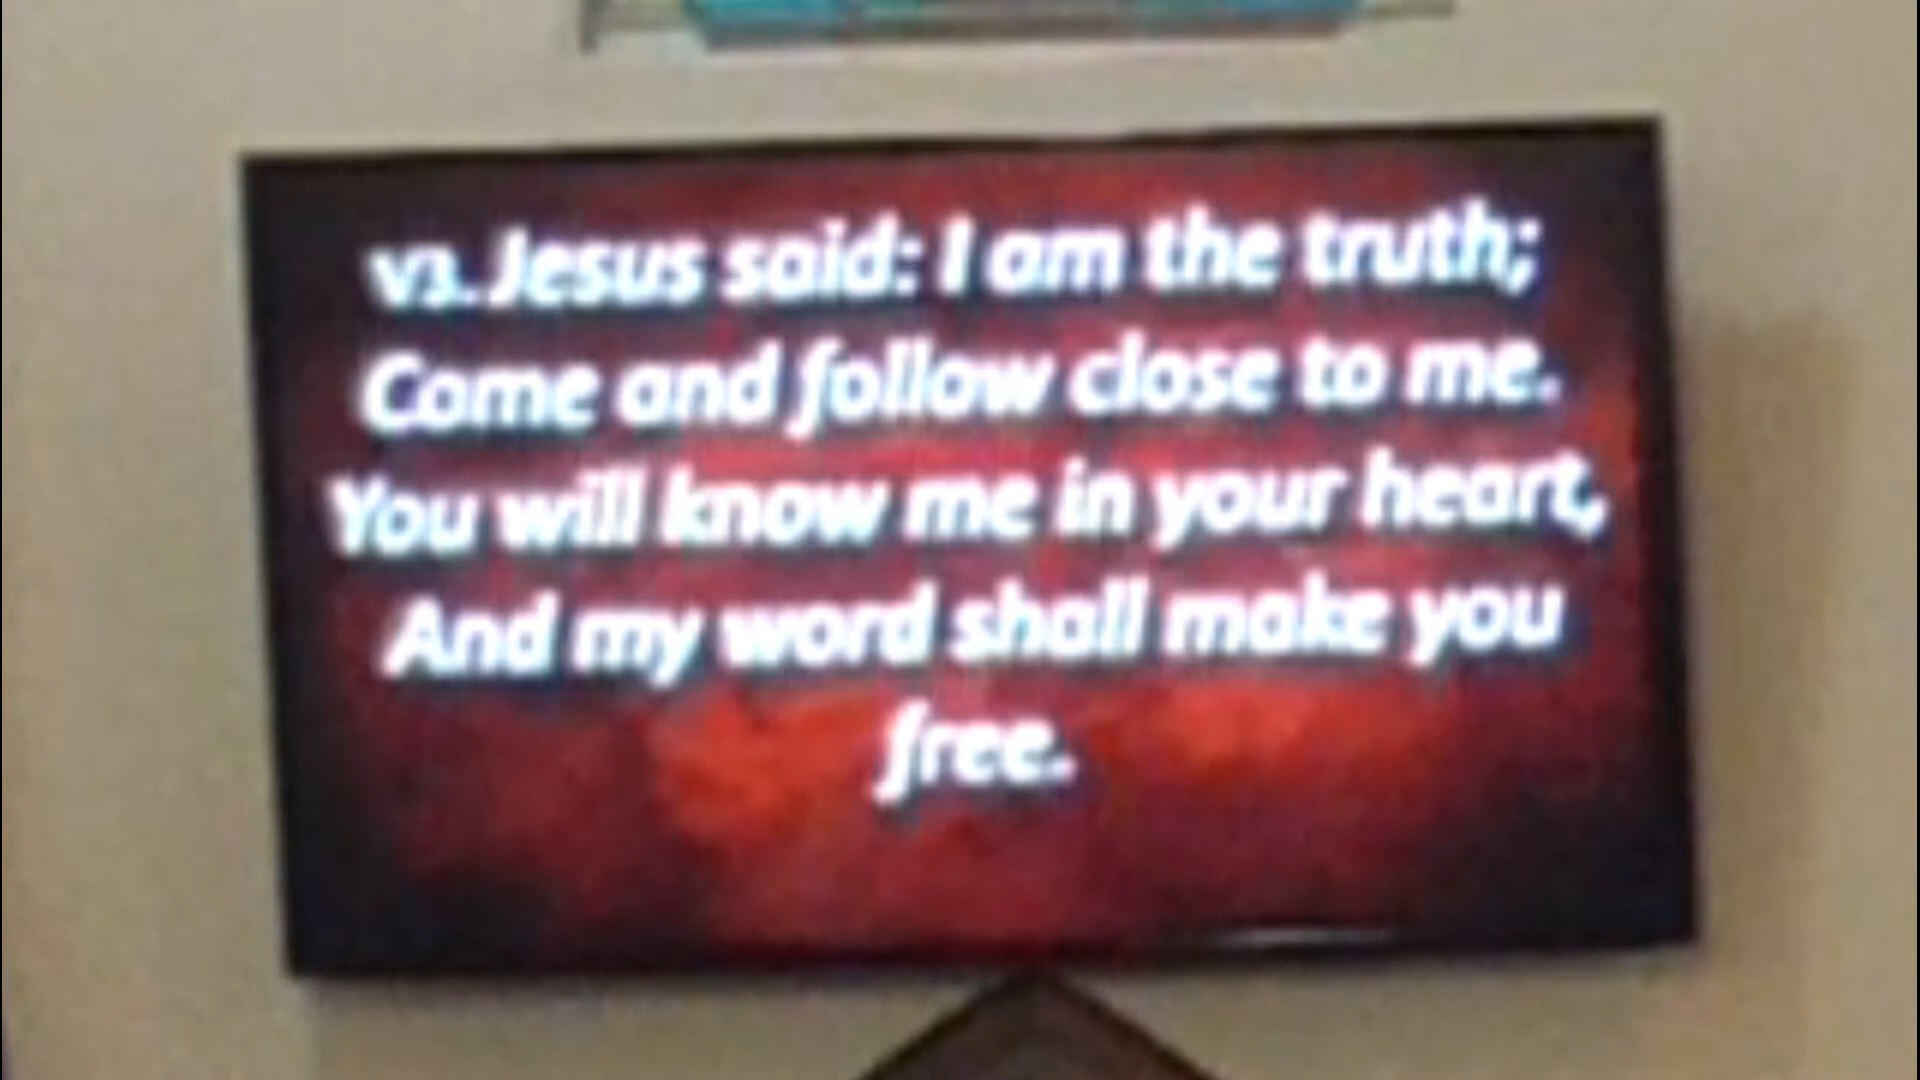 v3. Jesus said: I am the truth;
Come and follow close to me.
You will know me in your heart,
And my word shall make you
free.